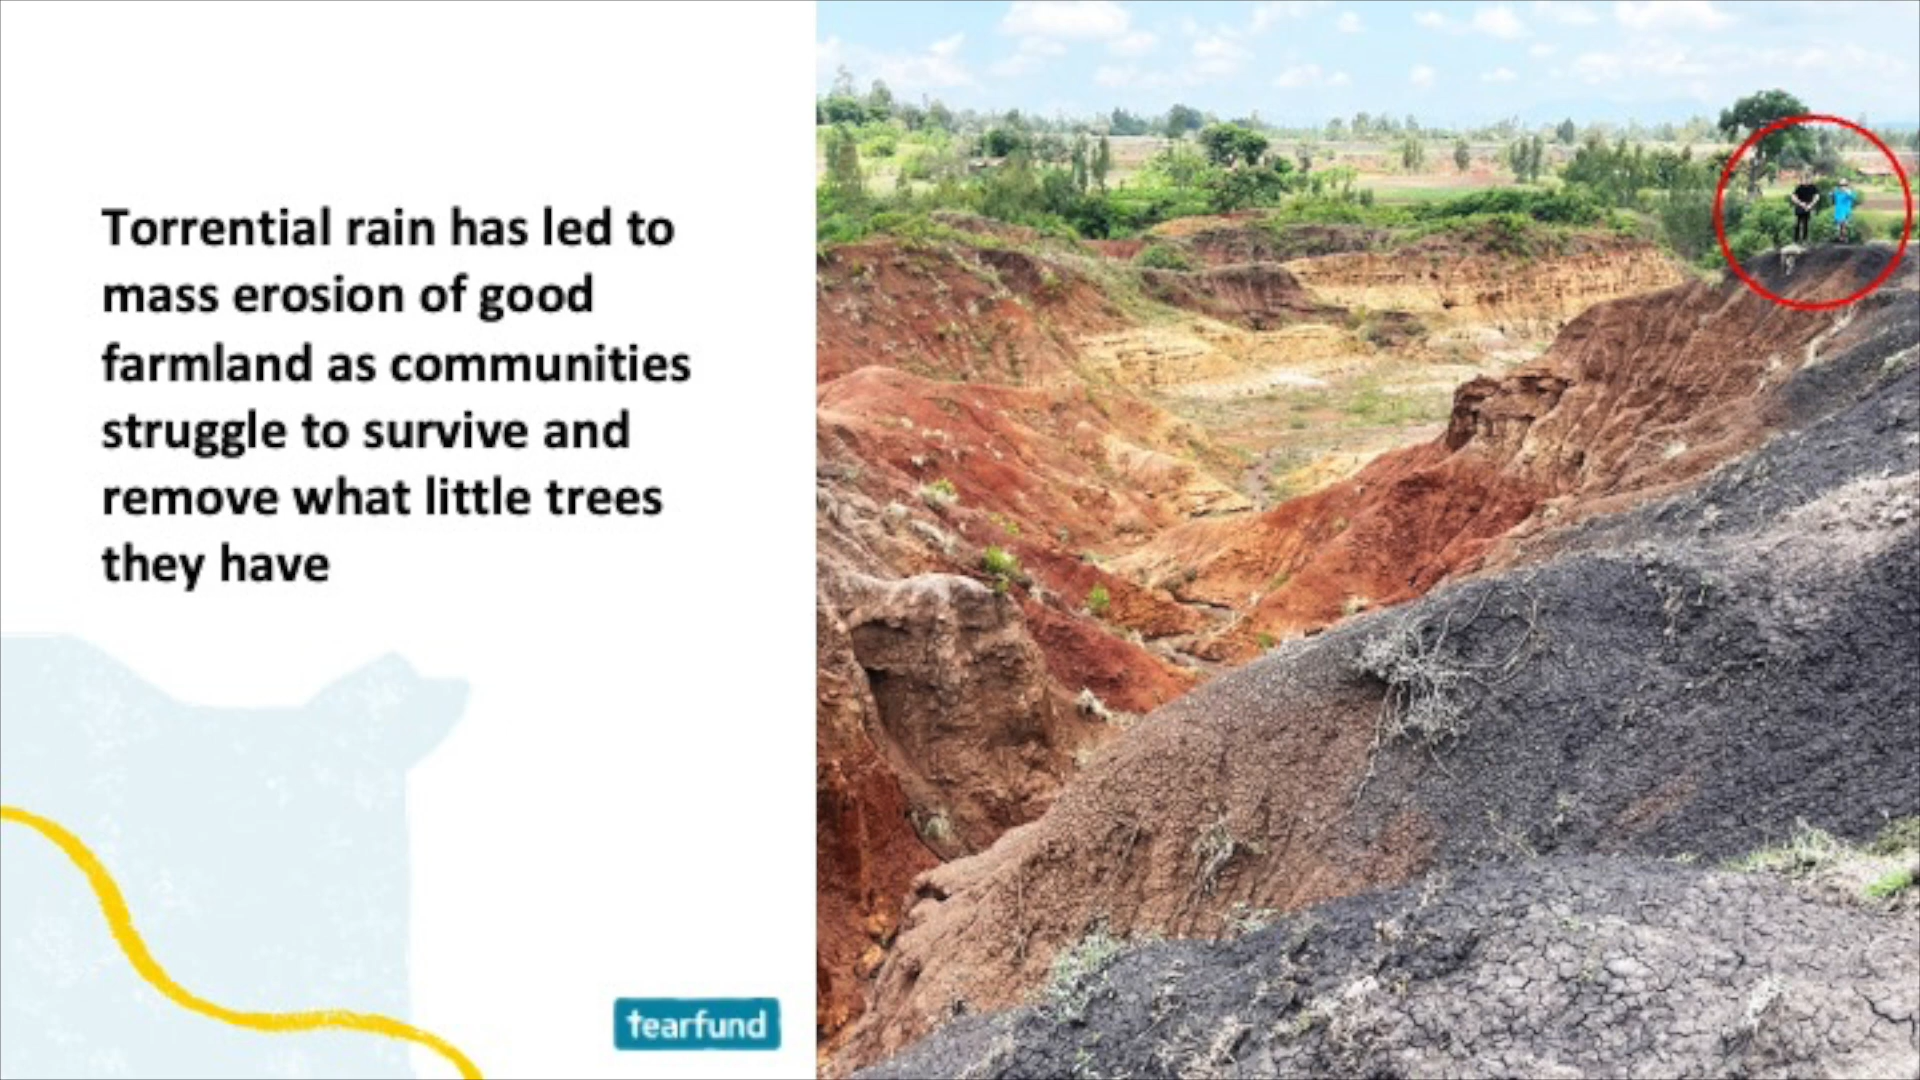 Torrential rain has led to
mass erosion of good
farmland as communities
struggle to survive and
remove what little trees
they have
tearfund